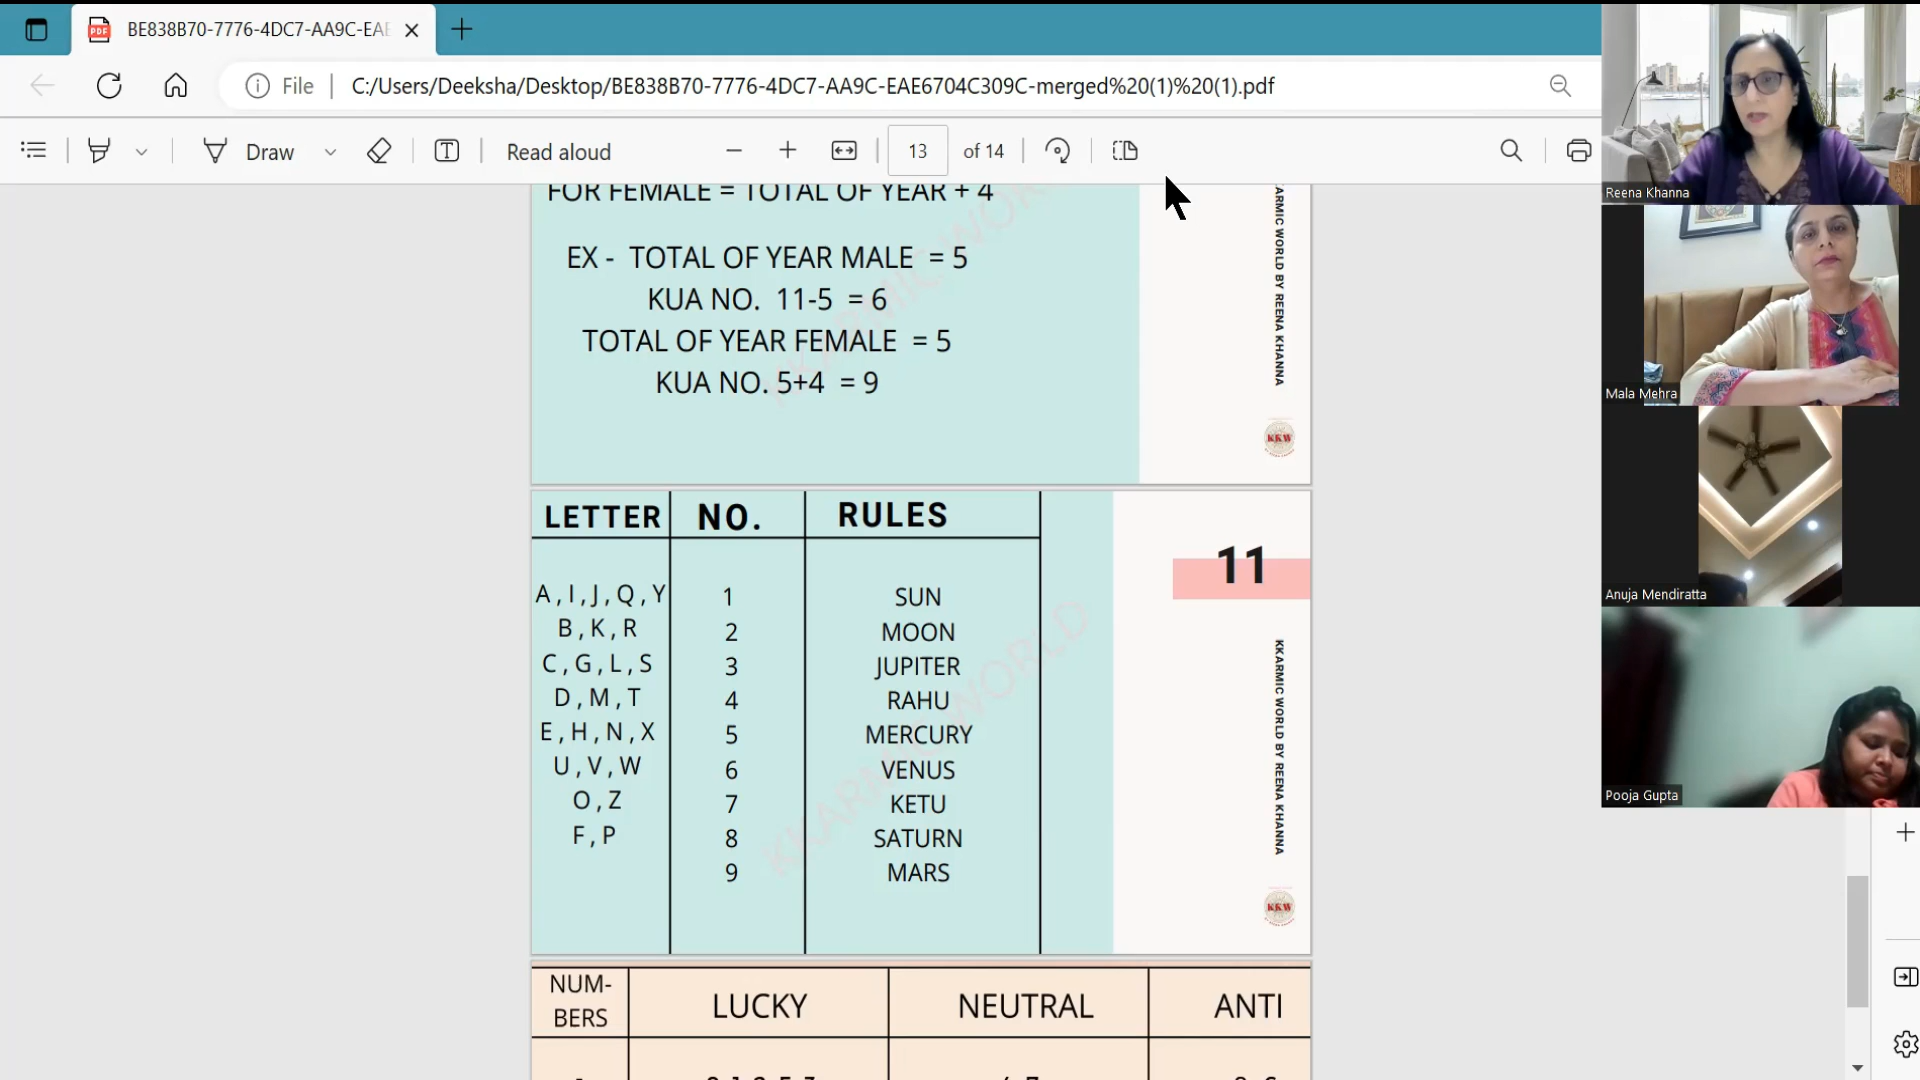 BE838B70-7776-4DC7-AA9C-EAE
File
C:/Users/Deeksha/Desktop/BE838B70-7776-4DC7-AA9C-EAE6704C309C-merged%20(1)%20(1).pdf
Draw
Read aloud
13 of 14
FOR FEMALE = TOTAL OF YEAR + 4
EX - TOTAL OF YEAR MALE = 5
KUA NO. 11-5 = 6
TOTAL OF YEAR FEMALE = 5
KUA NO. 5+4 = 9
KARMIC WORLD BY REENA KHANNA
KKW
LETTER NO. RULES
A , I , J , Q , Y 1 SUN
B , K , R 2 MOON
C , G , L , S 3 JUPITER
D , M , T 4 RAHU
E , H , N , X 5 MERCURY
U , V , W 6 VENUS
O , Z 7 KETU
F , P 8 SATURN
9 MARS
KKARMIC WORLD
11
KKARMIC WORLD BY REENA KHANNA
KKW
NUM-
BERS
LUCKY NEUTRAL ANTI
Reena Khanna
Mala Mehra
Anuja Mendiratta
Pooja Gupta